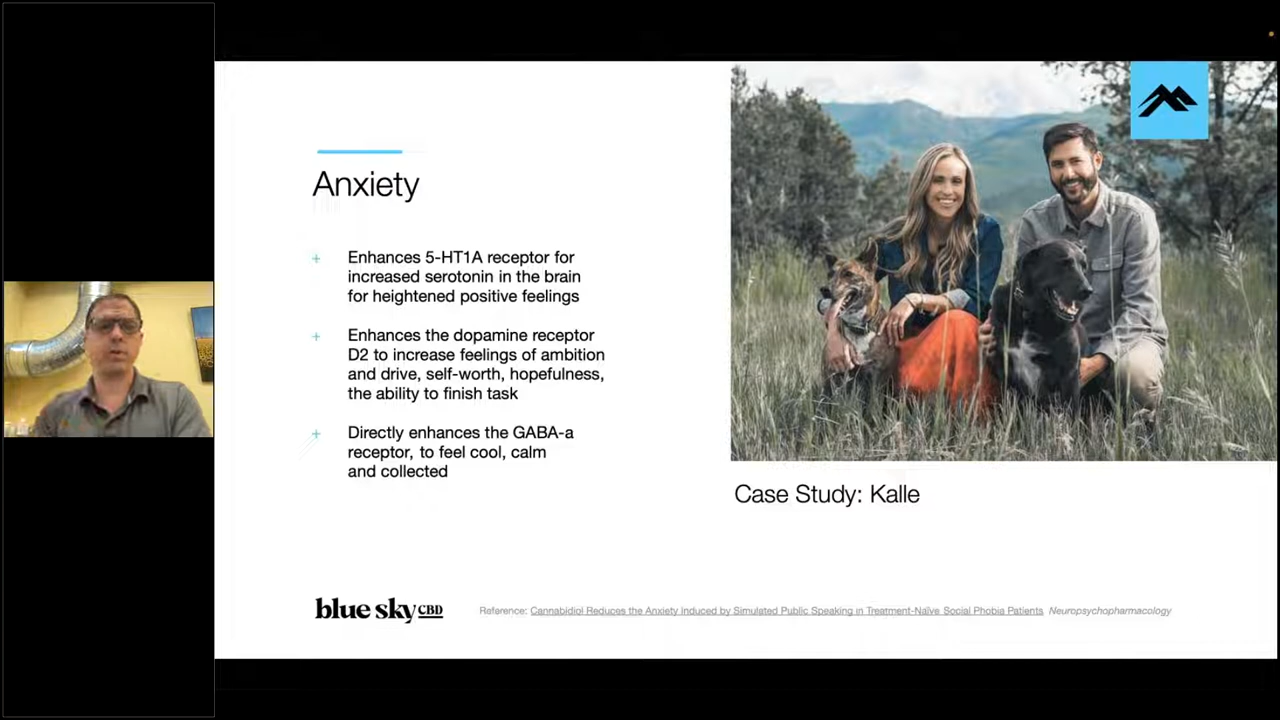 Anxiety
+ Enhances 5-HT1A receptor for
increased serotonin in the brain
for heightened positive feelings
+ Enhances the dopamine receptor
D2 to increase feelings of ambition
and drive, self-worth, hopefulness,
the ability to finish task
+ Directly enhances the GABA-a
receptor, to feel cool, calm
and collected
Case Study: Kalle
blue sky CBD
Reference: Cannabidiol Reduces the Anxiety Induced by Simulated Public Speaking in Treatment-Naïve Social Phobia Patients Neuropsychopharmacology